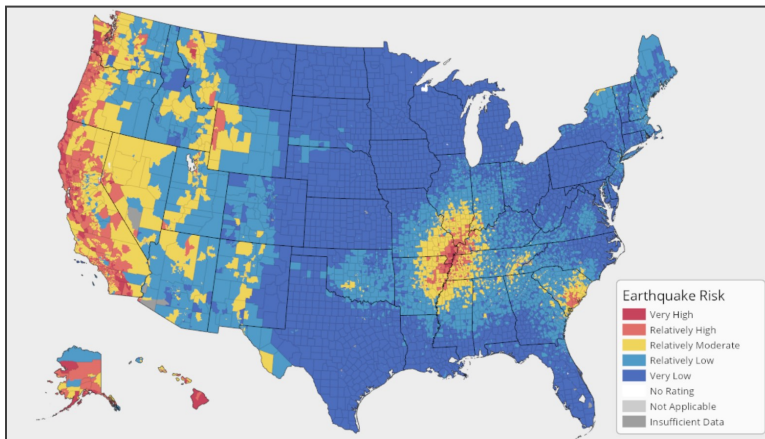 Earthquake Risk
Very High
Relatively High
Relatively Moderate
Relatively Low
Very Low
No Rating
Not Applicable
Insufficient Data